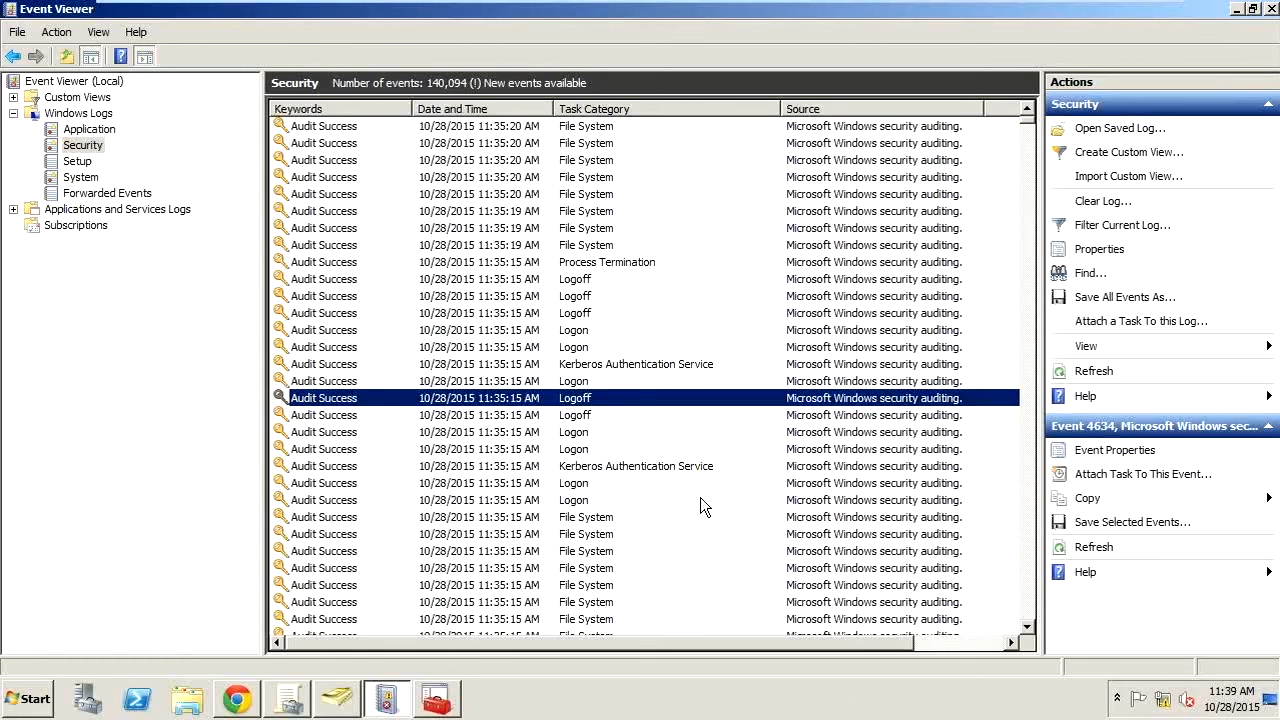 Event Viewer
File Action View Help
Event Viewer (Local)
Custom Views
Windows Logs
Application
Security
Setup
System
Forwarded Events
Applications and Services Logs
Subscriptions
Security Number of events: 140,094 (!) New events available
Keywords Date and Time Task Category Source
Audit Success 10/28/2015 11:35:20 AM File System Microsoft Windows security auditing.
Audit Success 10/28/2015 11:35:20 AM File System Microsoft Windows security auditing.
Audit Success 10/28/2015 11:35:20 AM File System Microsoft Windows security auditing.
Audit Success 10/28/2015 11:35:20 AM File System Microsoft Windows security auditing.
Audit Success 10/28/2015 11:35:20 AM File System Microsoft Windows security auditing.
Audit Success 10/28/2015 11:35:19 AM File System Microsoft Windows security auditing.
Audit Success 10/28/2015 11:35:19 AM File System Microsoft Windows security auditing.
Audit Success 10/28/2015 11:35:19 AM File System Microsoft Windows security auditing.
Audit Success 10/28/2015 11:35:15 AM Process Termination Microsoft Windows security auditing.
Audit Success 10/28/2015 11:35:15 AM Logoff Microsoft Windows security auditing.
Audit Success 10/28/2015 11:35:15 AM Logoff Microsoft Windows security auditing.
Audit Success 10/28/2015 11:35:15 AM Logoff Microsoft Windows security auditing.
Audit Success 10/28/2015 11:35:15 AM Logon Microsoft Windows security auditing.
Audit Success 10/28/2015 11:35:15 AM Logon Microsoft Windows security auditing.
Audit Success 10/28/2015 11:35:15 AM Kerberos Authentication Service Microsoft Windows security auditing.
Audit Success 10/28/2015 11:35:15 AM Logon Microsoft Windows security auditing.
Audit Success 10/28/2015 11:35:15 AM Logoff Microsoft Windows security auditing.
Audit Success 10/28/2015 11:35:15 AM Logoff Microsoft Windows security auditing.
Audit Success 10/28/2015 11:35:15 AM Logon Microsoft Windows security auditing.
Audit Success 10/28/2015 11:35:15 AM Logon Microsoft Windows security auditing.
Audit Success 10/28/2015 11:35:15 AM Kerberos Authentication Service Microsoft Windows security auditing.
Audit Success 10/28/2015 11:35:15 AM Logon Microsoft Windows security auditing.
Audit Success 10/28/2015 11:35:15 AM Logon Microsoft Windows security auditing.
Audit Success 10/28/2015 11:35:15 AM File System Microsoft Windows security auditing.
Audit Success 10/28/2015 11:35:15 AM File System Microsoft Windows security auditing.
Audit Success 10/28/2015 11:35:15 AM File System Microsoft Windows security auditing.
Audit Success 10/28/2015 11:35:15 AM File System Microsoft Windows security auditing.
Audit Success 10/28/2015 11:35:15 AM File System Microsoft Windows security auditing.
Audit Success 10/28/2015 11:35:15 AM File System Microsoft Windows security auditing.
Audit Success 10/28/2015 11:35:15 AM File System Microsoft Windows security auditing.
Actions
Security
Open Saved Log...
Create Custom View...
Import Custom View...
Clear Log...
Filter Current Log...
Properties
Find...
Save All Events As...
Attach a Task To this Log...
View
Refresh
Help
Event 4634, Microsoft Windows sec...
Event Properties
Attach Task To This Event...
Copy
Save Selected Events...
Refresh
Help
Start
11:39 AM
10/28/2015